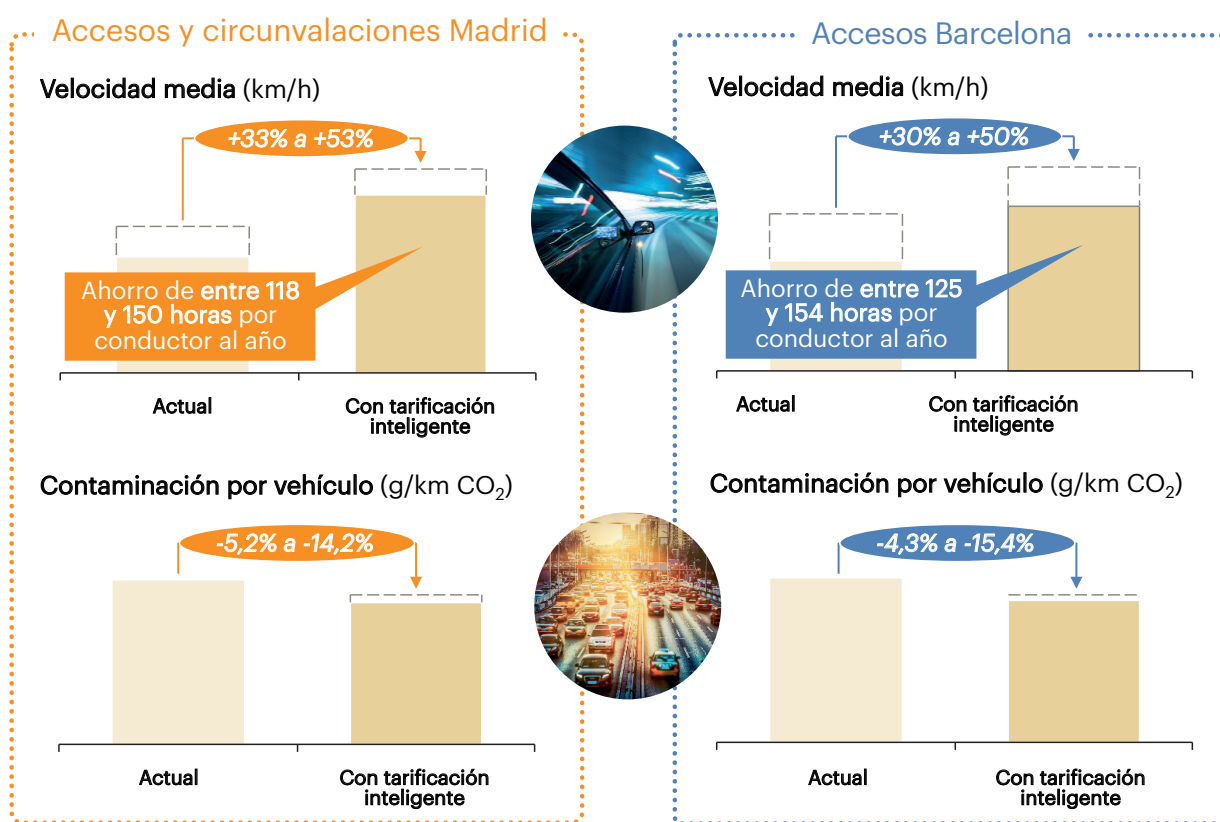 Accesos y circunvalaciones Madrid
Velocidad media (km/h)
+33% a +53%
Ahorro de entre 118
y 150 horas por
conductor al año
Actual
Con tarificación
inteligente
Contaminación por vehículo (g/km CO₂)
-5,2% a -14,2%
Actual
Con tarificación
inteligente
Accesos Barcelona
Velocidad media (km/h)
+30% a +50%
Ahorro de entre 125
y 154 horas por
conductor al año
Actual
Con tarificación
inteligente
Contaminación por vehículo (g/km CO₂)
-4,3% a -15,4%
Actual
Con tarificación
inteligente